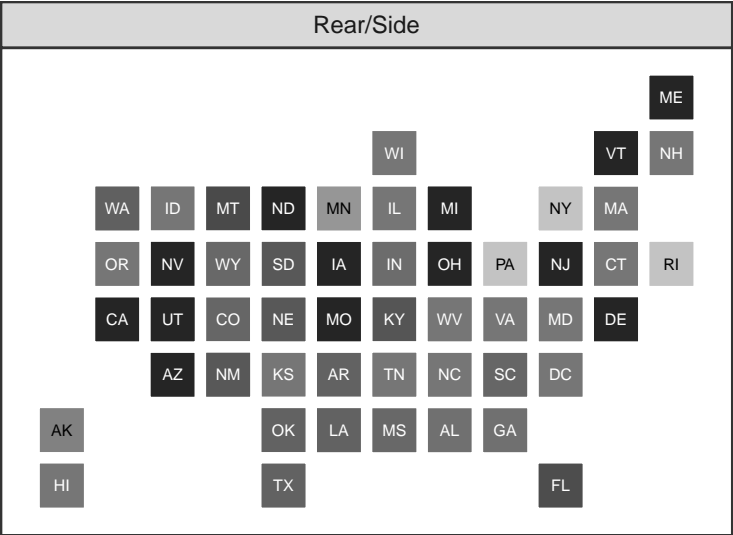 Rear/Side
ME
WI VT NH
WA ID MT ND MN IL MI NY MA
OR NV WY SD IA IN OH PA NJ CT RI
CA UT CO NE MO KY WV VA MD DE
AZ NM KS AR TN NC SC DC
AK OK LA MS AL GA
HI TX FL